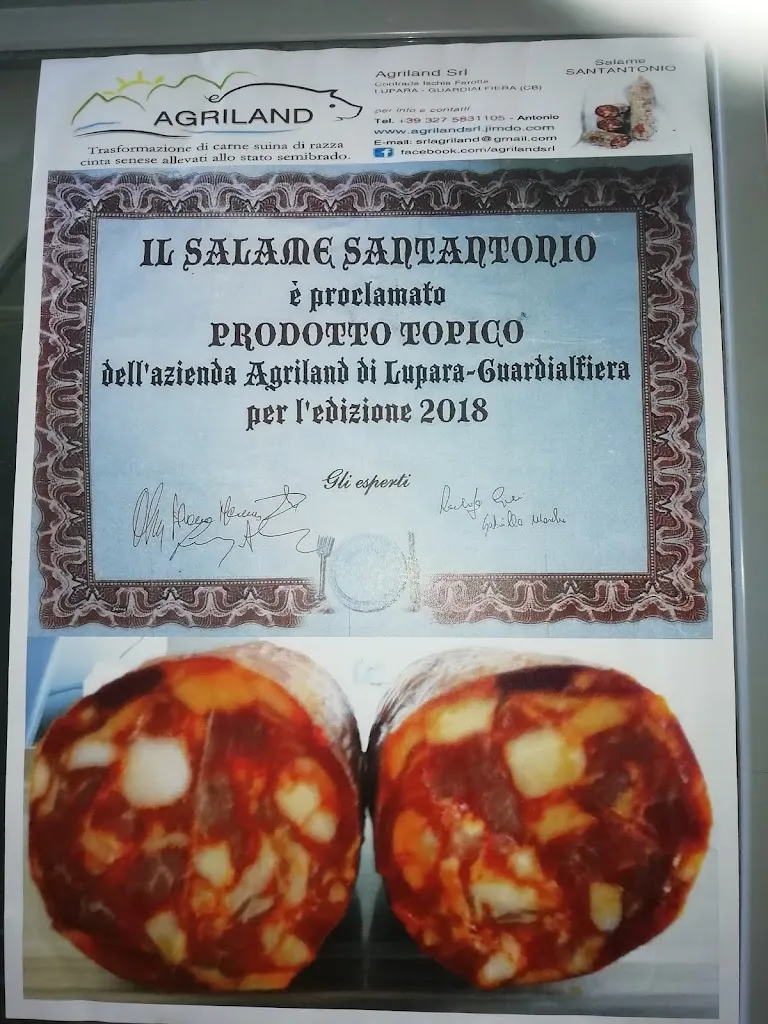 AGRILAND
Trasformazione di carne suina di razza
cinta senese allevati allo stato semibrado.
Agriland Srl
Contrada Ischia Farotta
LUPARA - GUARDIALFIERA (CB)
per info e contatti
Tel. +39 327 5831105 - Antonio
www.agrilandsrl.jimdo.com
E-mail: srlagriland@gmail.com
facebook.com/agrilandsrl
Salame
SANTANTONIO
IL SALAME SANTANTONIO
è proclamato
PRODOTTO TOPICO
dell'azienda Agriland di Lupara-Guardialfiera
per l'edizione 2018
Gli esperti